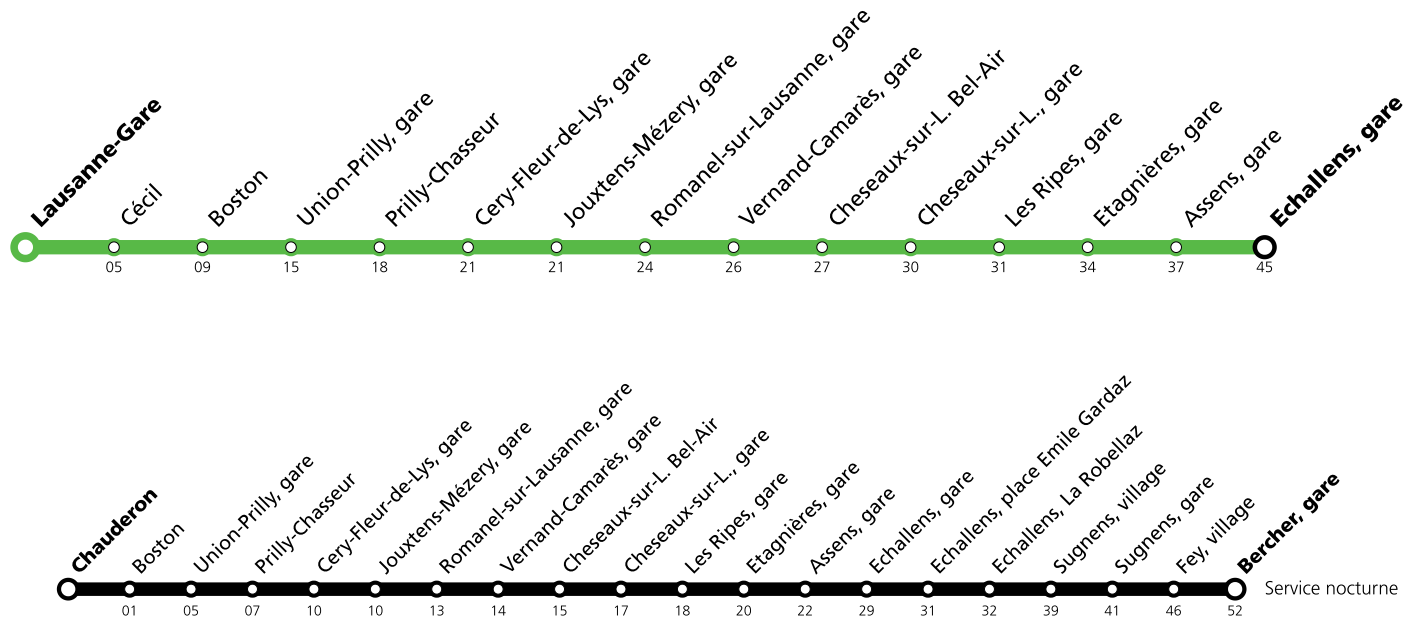 Lausanne-Gare
Cécil
Boston
Union-Prilly, gare
Prilly-Chasseur
Cery-Fleur-de-Lys, gare
Jouxtens-Mézery, gare
Romanel-sur-Lausanne, gare
Vernand-Camarès, gare
Cheseaux-sur-L. Bel-Air
Cheseaux-sur-L., gare
Les Ripes, gare
Etagnières, gare
Assens, gare
Echallens, gare
05 09 15 18 21 21 24 26 27 30 31 34 37 45
Chauderon
Boston
Union-Prilly, gare
Prilly-Chasseur
Cery-Fleur-de-Lys, gare
Jouxtens-Mézery, gare
Romanel-sur-Lausanne, gare
Vernand-Camarès, gare
Cheseaux-sur-L. Bel-Air
Cheseaux-sur-L., gare
Les Ripes, gare
Etagnières, gare
Assens, gare
Echallens, gare
Echallens, place Emile Gardaz
Echallens, La Robellaz
Sugnens, village
Sugnens, gare
Fey, village
Bercher, gare
Service nocturne
01 05 07 10 10 13 14 15 17 18 20 22 29 31 32 39 41 46 52